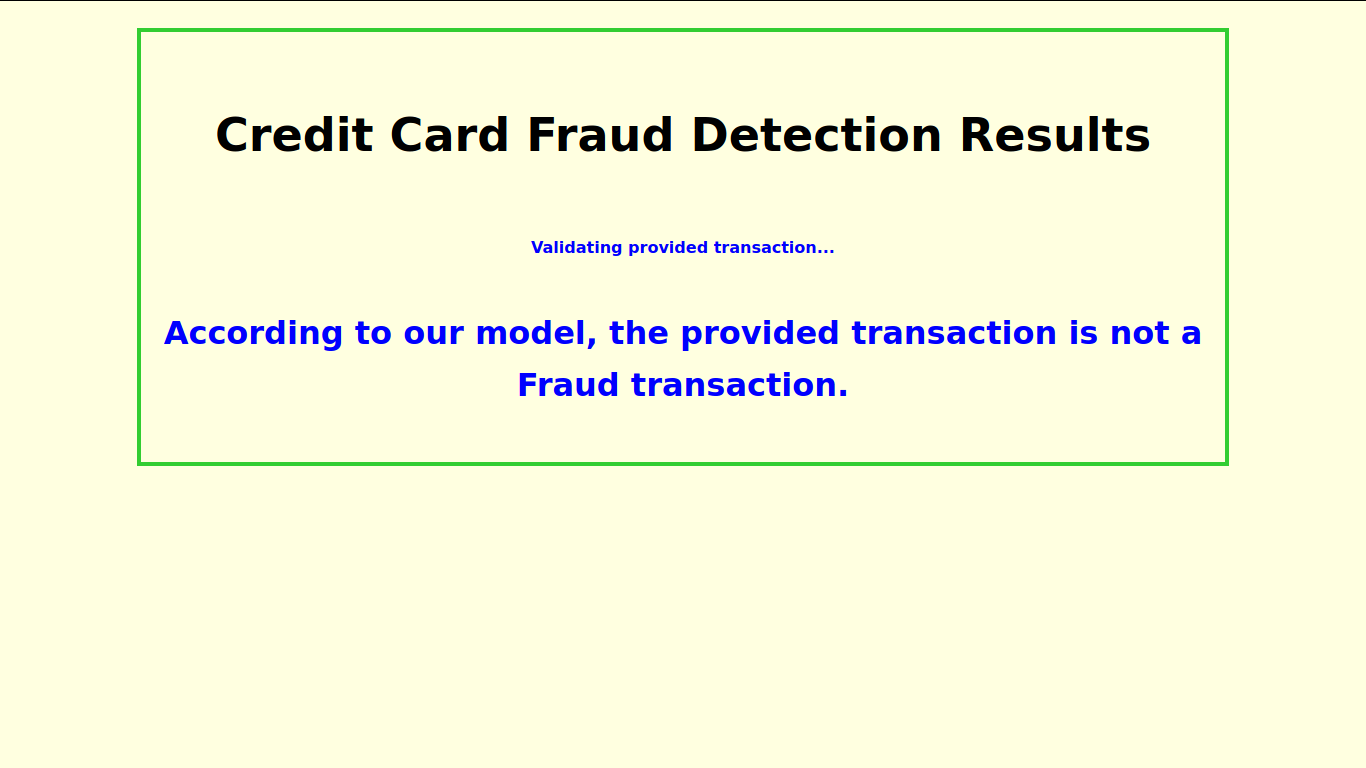 Credit Card Fraud Detection Results
Validating provided transaction...
According to our model, the provided transaction is not a
Fraud transaction.